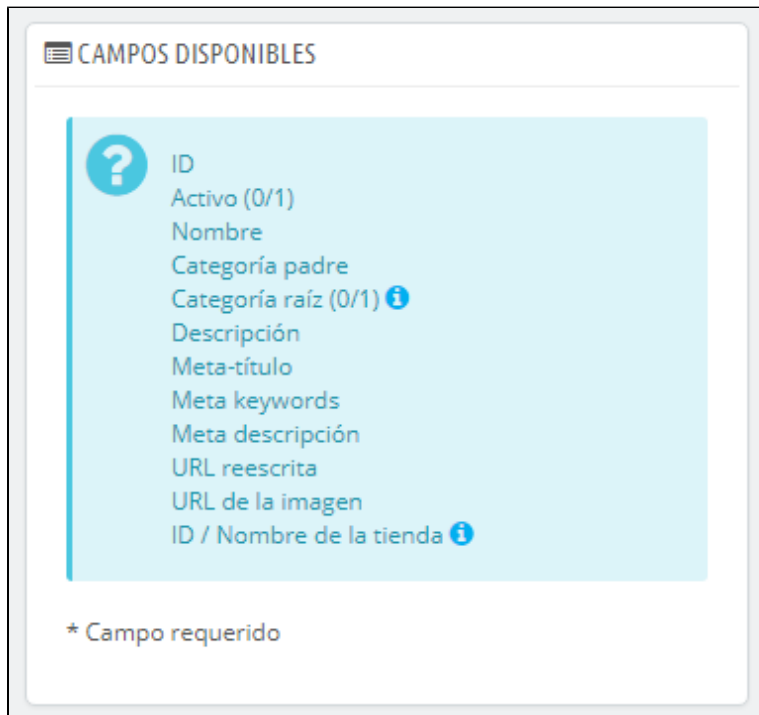 CAMPOS DISPONIBLES
ID
Activo (0/1)
Nombre
Categoría padre
Categoría raíz (0/1)
Descripción
Meta-título
Meta keywords
Meta descripción
URL reescrita
URL de la imagen
ID / Nombre de la tienda
* Campo requerido